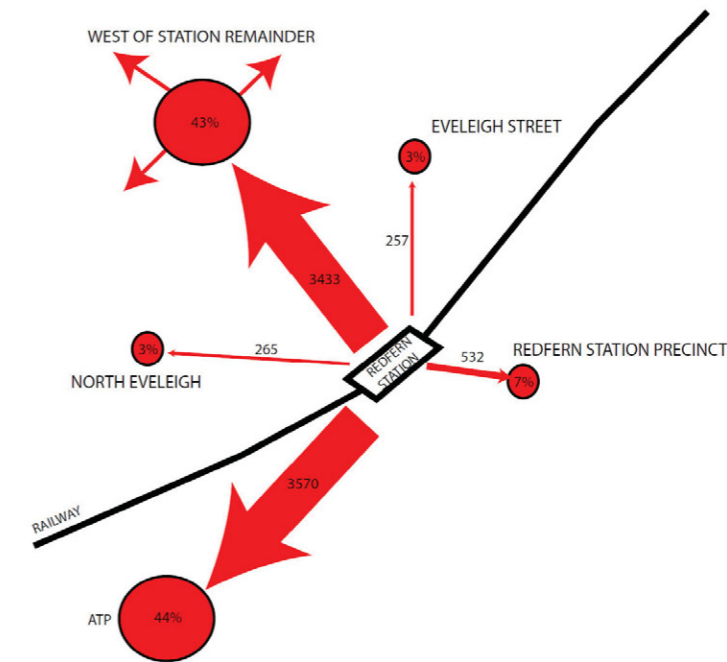 WEST OF STATION REMAINDER
43%
EVELEIGH STREET
3%
257
3433
3%
265
NORTH EVELEIGH
REDFERN
STATION
532
REDFERN STATION PRECINCT
7%
3570
RAILWAY
ATP
44%